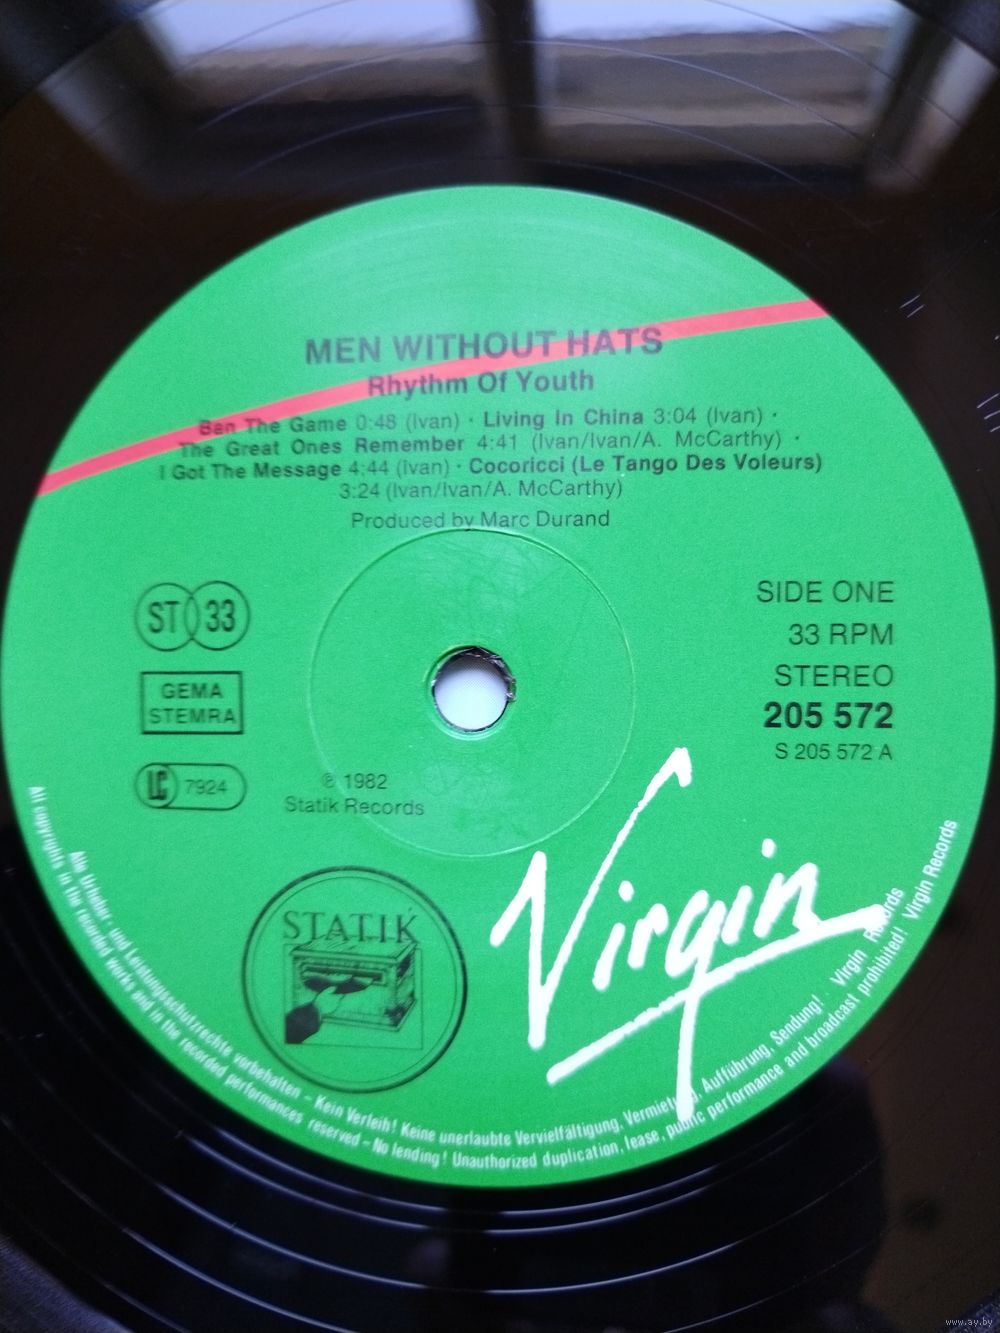 MEN WITHOUT HATS
Rhythm Of Youth
Ban The Game 0:48 (Ivan) · Living In China 3:04 (Ivan) ·
The Great Ones Remember 4:41 (Ivan/Ivan/A. McCarthy) ·
I Got The Message 4:44 (Ivan) · Cocoricci (Le Tango Des Voleurs)
3:24 (Ivan/Ivan/A. McCarthy)
Produced by Marc Durand
ST 33
GEMA
STEMRA
LC 7924
SIDE ONE
33 RPM
STEREO
205 572
S 205 572 A
℗ 1982
Statik Records
STATIK
Virgin
Alle Urheber- und Leistungsschutzrechte vorbehalten – Kein Verleih! Keine unerlaubte Vervielfältigung, Vermietung, Aufführung, Sendung! Virgin Records
All copyrights in the recorded works and in the recorded performances reserved – No lending! Unauthorized duplication, lease, public performance and broadcast prohibited! Virgin Records
www.ay.by